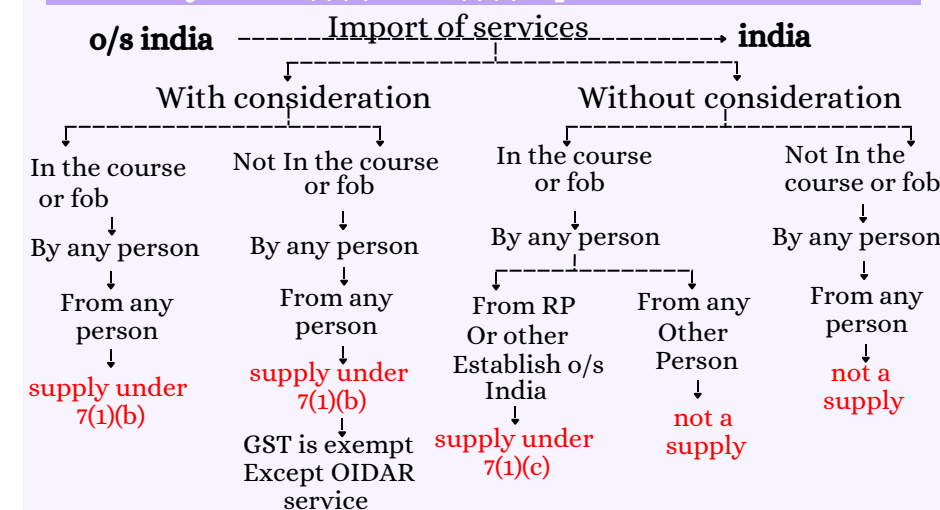 Import of services
o/s india
india
With consideration
Without consideration
In the course
or fob
By any person
From any
person
supply under
7(1)(b)
Not In the course
or fob
By any person
From any
person
supply under
7(1)(b)
GST is exempt
Except OIDAR
service
In the course
or fob
By any person
From RP
Or other
Establish o/s
India
supply under
7(1)(c)
From any
Other
Person
not a
supply
Not In the
course or fob
By any person
From any
person
not a
supply